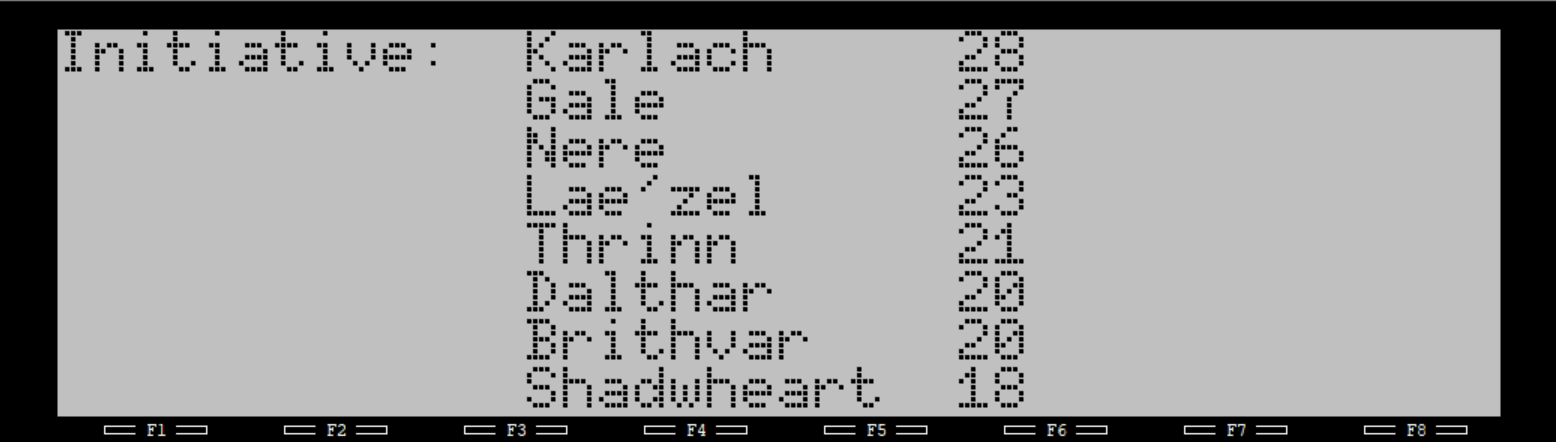 Initiative: Karlach 28
Gale 27
Nere 26
Lae´zel 23
Thrinn 21
Dalthar 20
Brithvar 20
Shadwheart 18
F1 F2 F3 F4 F5 F6 F7 F8